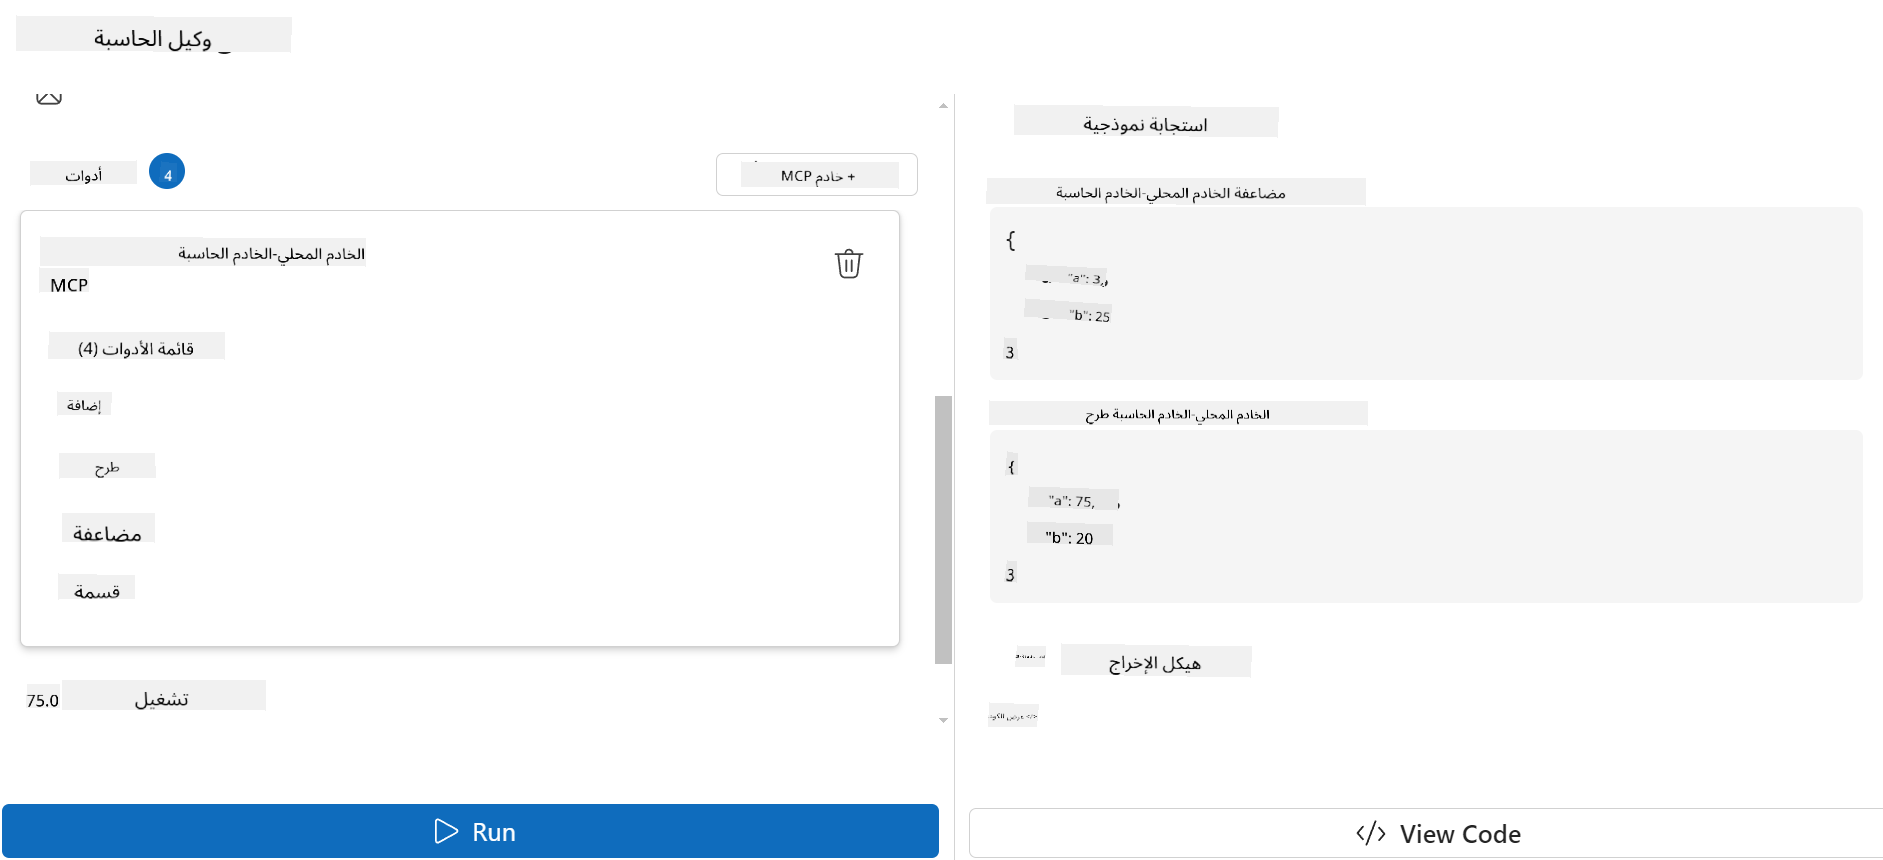 وكيل الحاسبة
أدوات 4
+ خادم MCP
الخادم المحلي-الخادم الحاسبة
MCP
قائمة الأدوات (4)
إضافة
طرح
مضاعفة
قسمة
75.0 تشغيل
Run
استجابة نموذجية
مضاعفة الخادم المحلي-الخادم الحاسبة
{
"a": 3,
"b": 25
3
الخادم المحلي-الخادم الحاسبة طرح
{
"a": 75,
"b": 20
3
هيكل الإخراج
</> عرض الكود
</> View Code